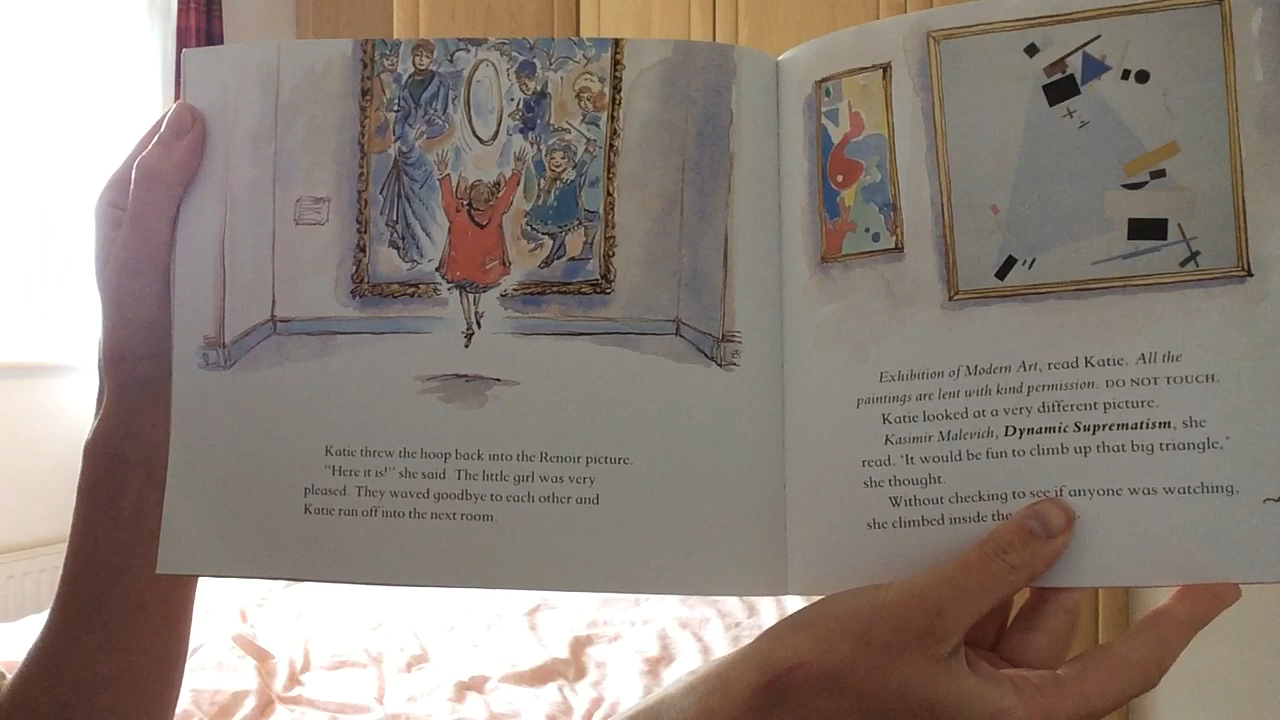 Katie threw the hoop back into the Renoir picture.
"Here it is!" she said. The little girl was very
pleased. They waved goodbye to each other and
Katie ran off into the next room.
Exhibition of Modern Art, read Katie. All the
paintings are lent with kind permission. DO NOT TOUCH.
Katie looked at a very different picture.
Kasimir Malevich, Dynamic Suprematism, she
read. ‘It would be fun to climb up that big triangle,’
she thought.
Without checking to see if anyone was watching,
she climbed inside the